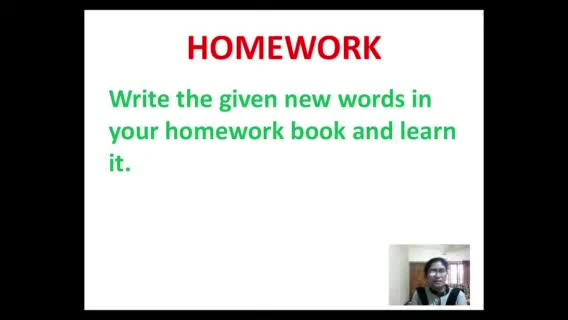 HOMEWORK
Write the given new words in
your homework book and learn
it.